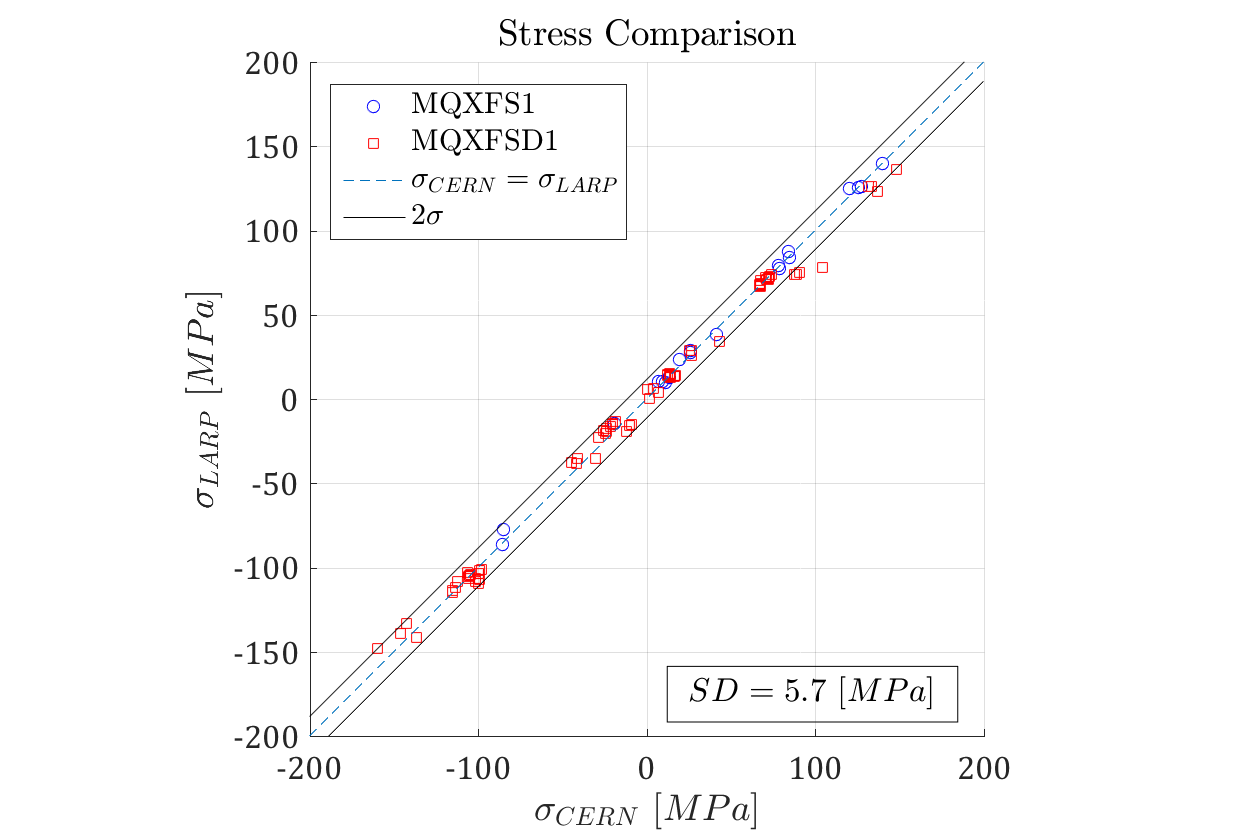 Stress Comparison
200
150
100
50
0
-50
-100
-150
-200
σ_LARP [MPa]
MQXFS1
MQXFSD1
σ_CERN = σ_LARP
2σ
SD = 5.7 [MPa]
-200 -100 0 100 200
σ_CERN [MPa]